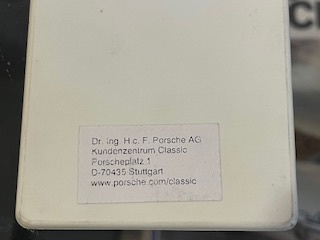 Dr. Ing. H.c. F. Porsche AG
Kundenzentrum Classic
Porscheplatz 1
D-70435 Stuttgart
www.porsche.com/classic